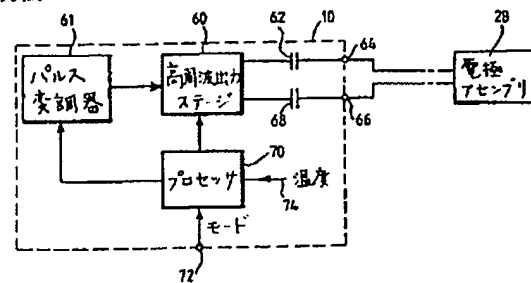 61
60
62
10
64
28
パルス
変調器
高周波出力
ステージ
電極
アセンブリ
68
66
70
プロセッサ
温度
74
モード
72